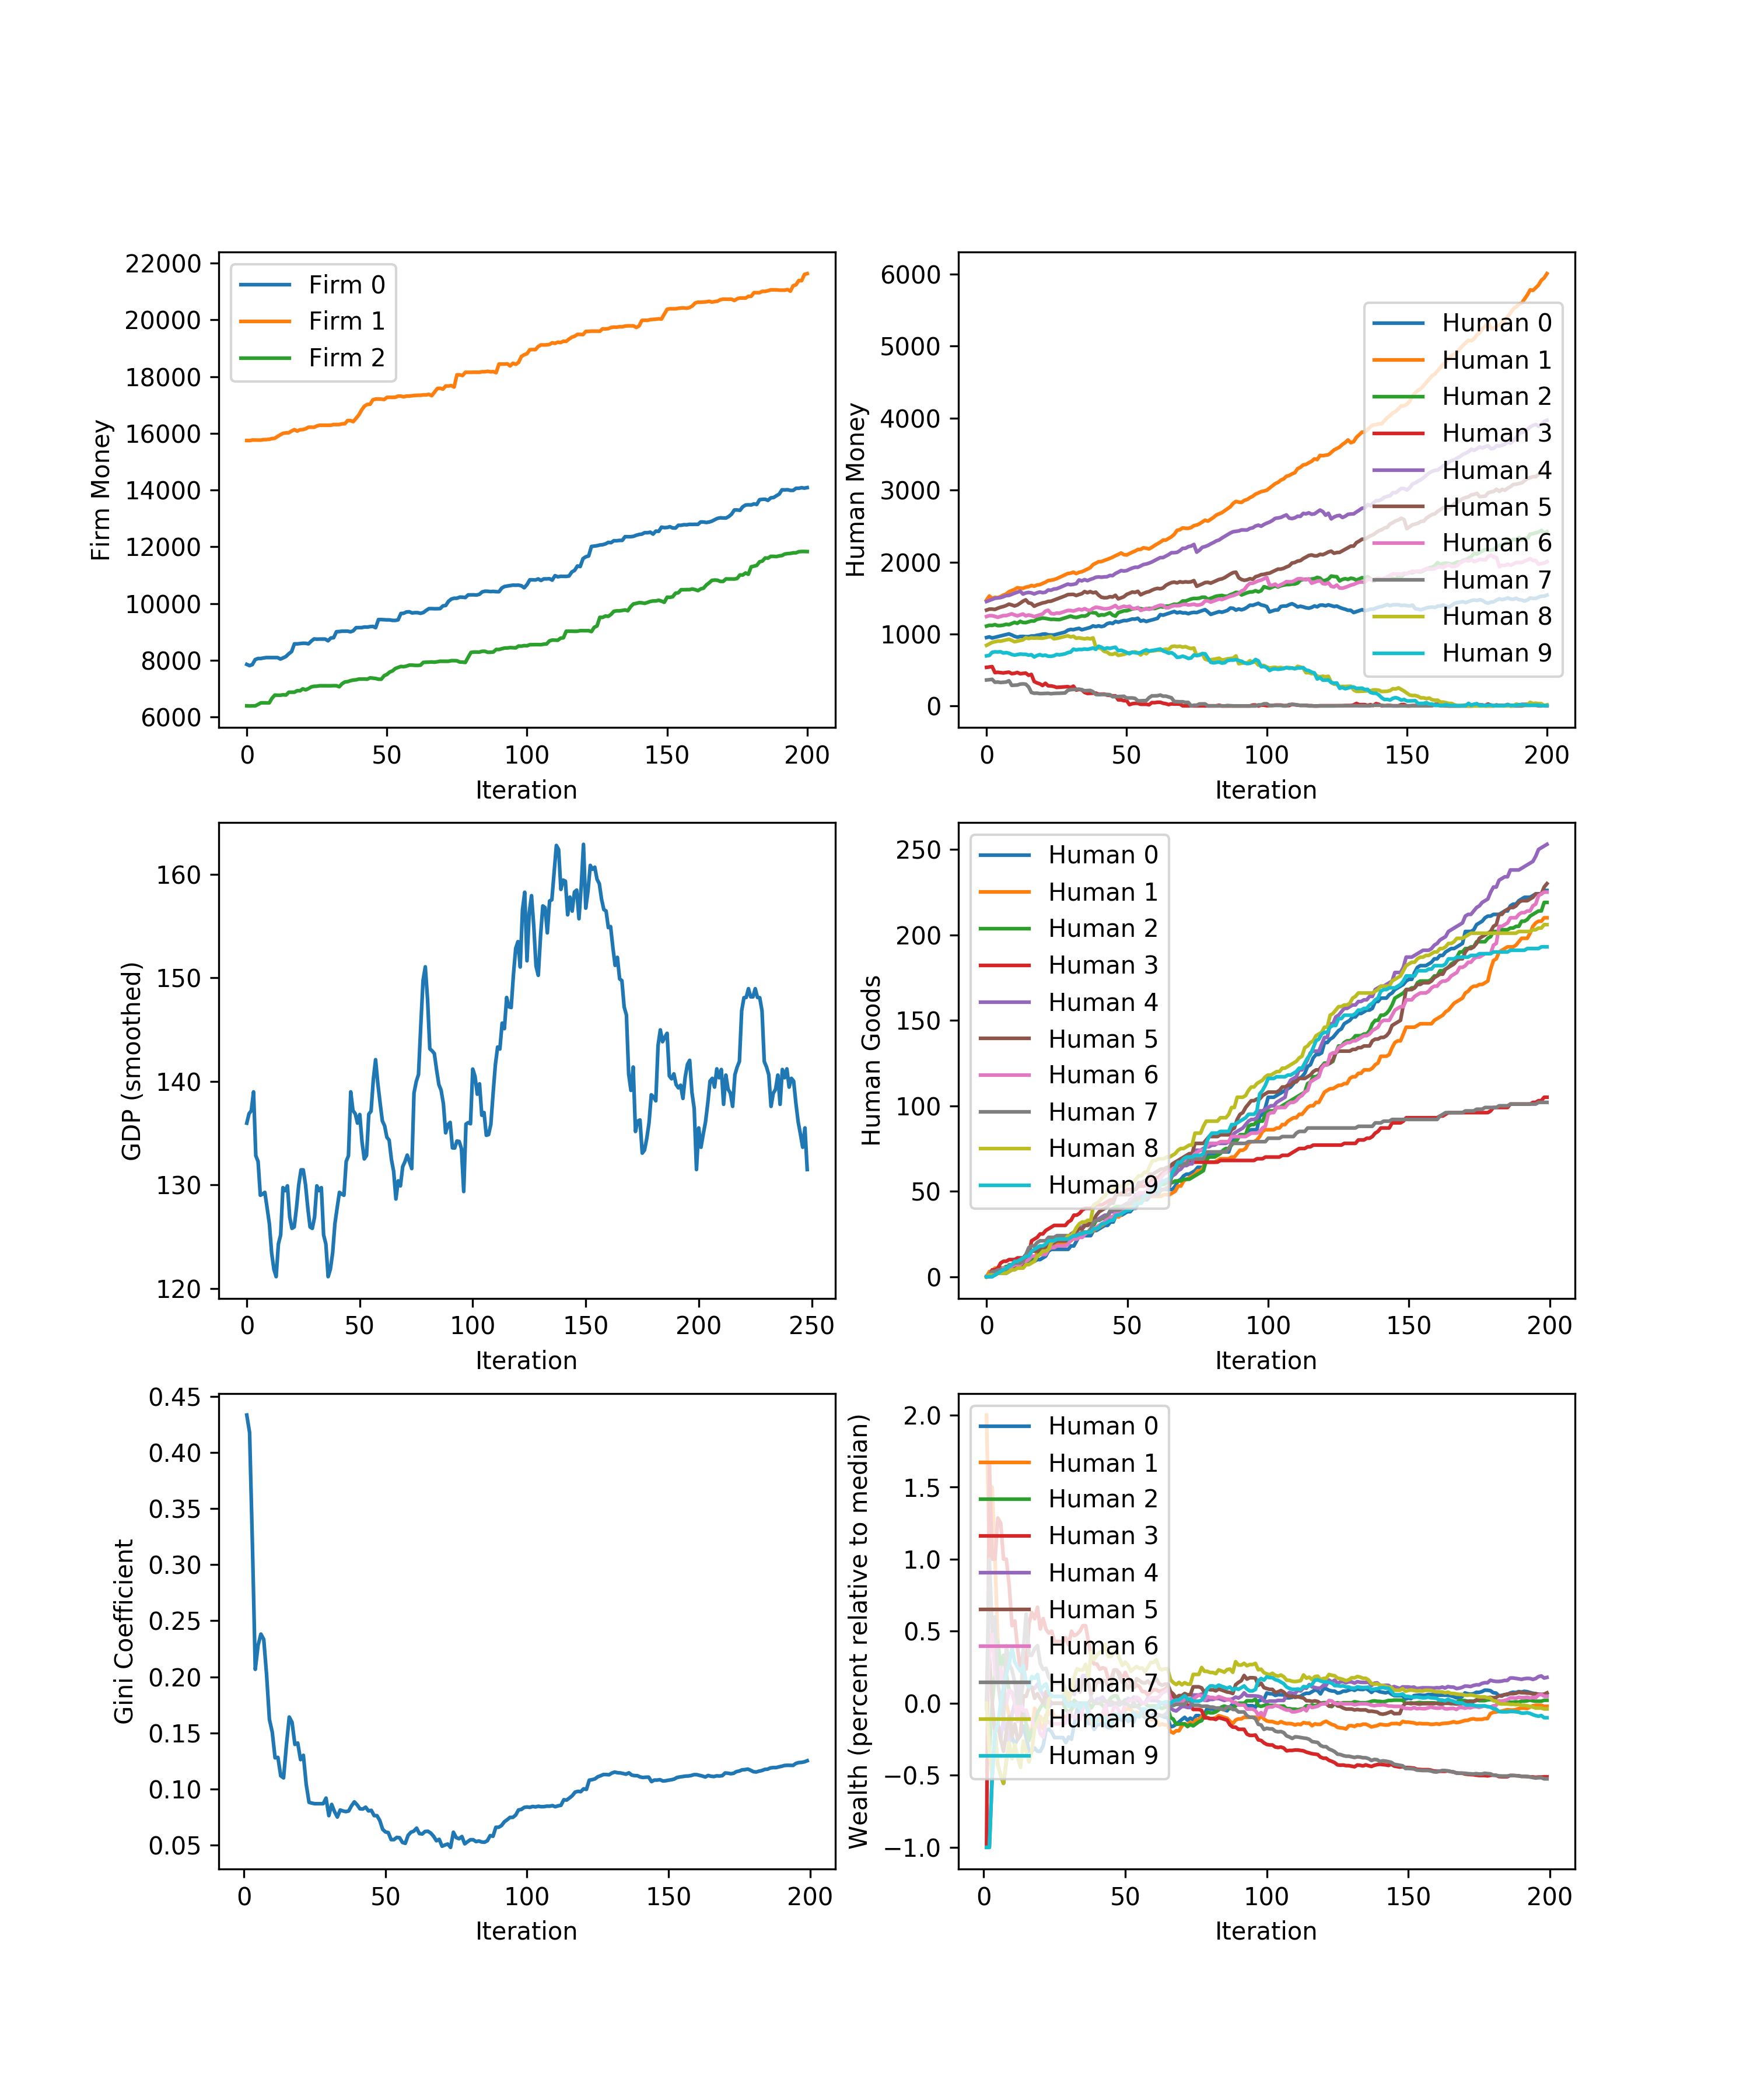 22000
20000
18000
16000
14000
12000
10000
8000
6000
Firm Money
Firm 0
Firm 1
Firm 2
0 50 100 150 200
Iteration
6000
5000
4000
3000
2000
1000
0
Human Money
Human 0
Human 1
Human 2
Human 3
Human 4
Human 5
Human 6
Human 7
Human 8
Human 9
0 50 100 150 200
Iteration
160
150
140
130
120
GDP (smoothed)
0 50 100 150 200 250
Iteration
250
200
150
100
50
0
Human Goods
Human 0
Human 1
Human 2
Human 3
Human 4
Human 5
Human 6
Human 7
Human 8
Human 9
0 50 100 150 200
Iteration
0.45
0.40
0.35
0.30
0.25
0.20
0.15
0.10
0.05
Gini Coefficient
0 50 100 150 200
Iteration
2.0
1.5
1.0
0.5
0.0
−0.5
−1.0
Wealth (percent relative to median)
Human 0
Human 1
Human 2
Human 3
Human 4
Human 5
Human 6
Human 7
Human 8
Human 9
0 50 100 150 200
Iteration